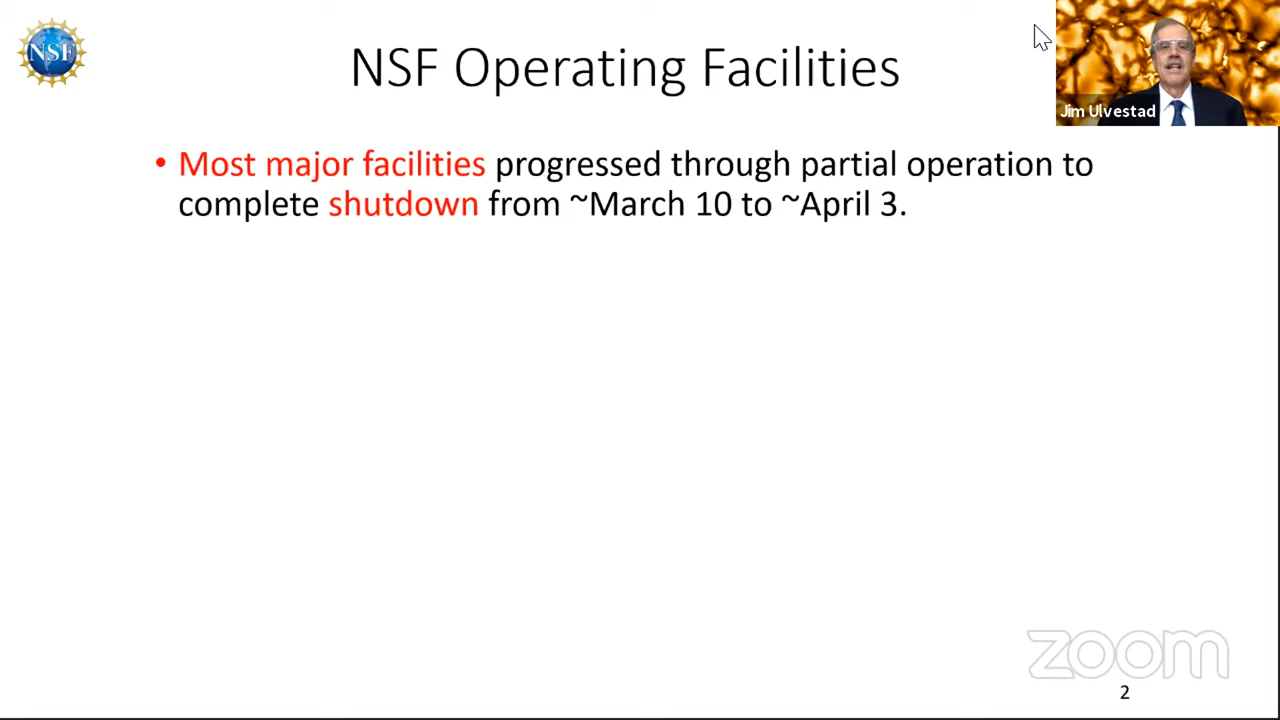 NSF
NSF Operating Facilities
Jim Ulvestad
• Most major facilities progressed through partial operation to
complete shutdown from ~March 10 to ~April 3.
zoom
2